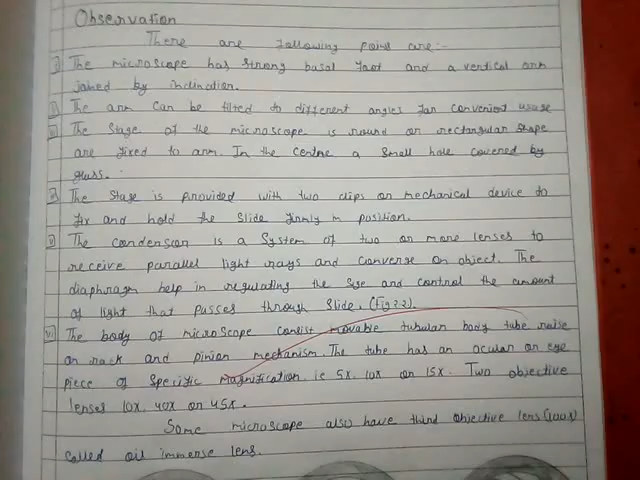 Observation
There are following point are:-
i) The microscope has strong basal foot and a vertical arm
joined by inclination.
ii) The arm can be tilted to different angles for convenient usage
iii) The stage of the microscope is round or rectangular shape
are fixed to arm. In the centre a small hole covered by
glass.
iv) The stage is provided with two clips or mechanical device to
fix and hold the slide firmly in position.
v) The condensor is a system of two or more lenses to
receive parallel light rays and converge on object. The
diaphragm help in regulating the size and control the amount
of light that passes through slide. (Fig 2.2).
vi) The body of microscope consist movable tubular body tube raise
on rack and pinion mechanism. The tube has an ocular or eye
piece of specific magnification i.e 5x, 10x or 15x. Two objective
lenses 10x, 40x or 45x.
Some microscope also have third objective lens (100x)
called oil immense lens.